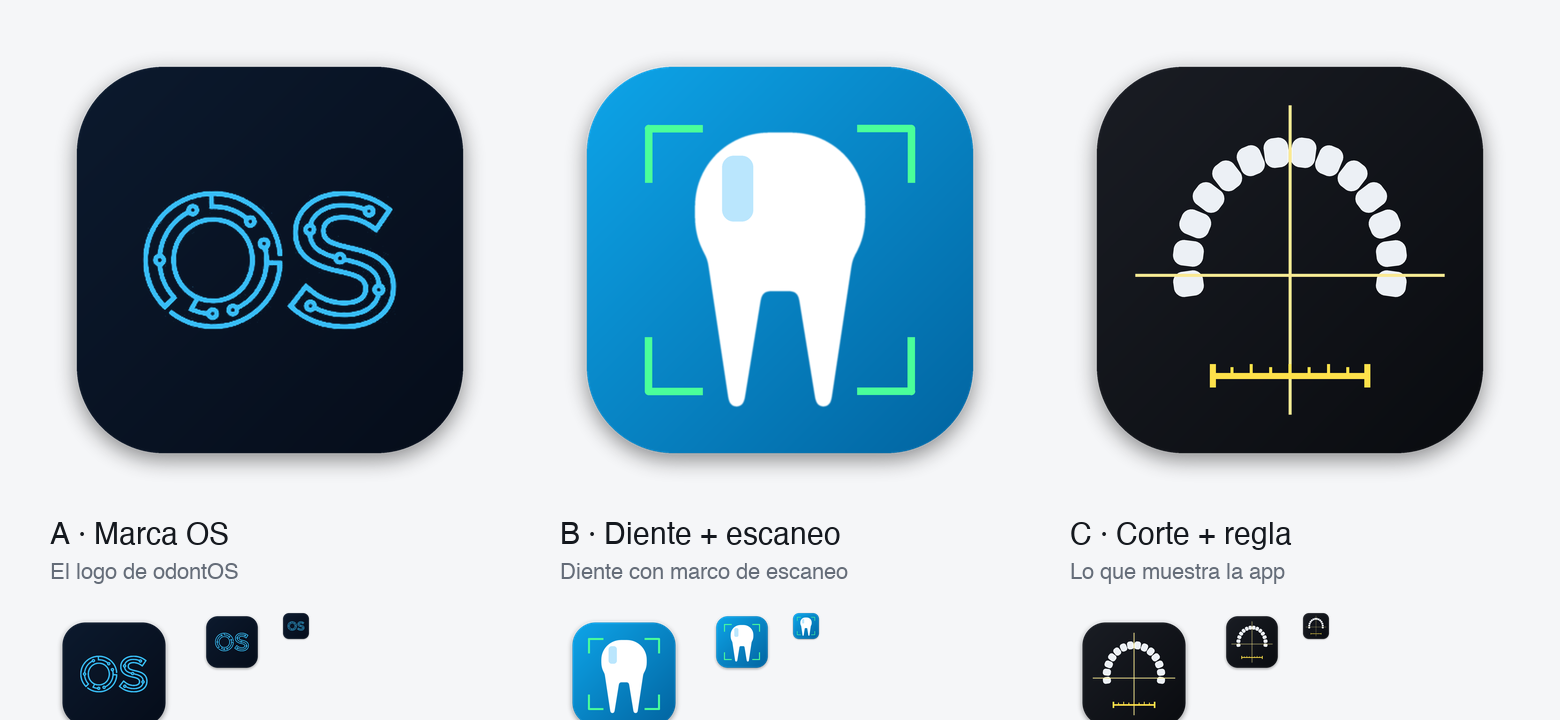 OS
A · Marca OS
El logo de odontOS
OS
OS
OS
B · Diente + escaneo
Diente con marco de escaneo
C · Corte + regla
Lo que muestra la app